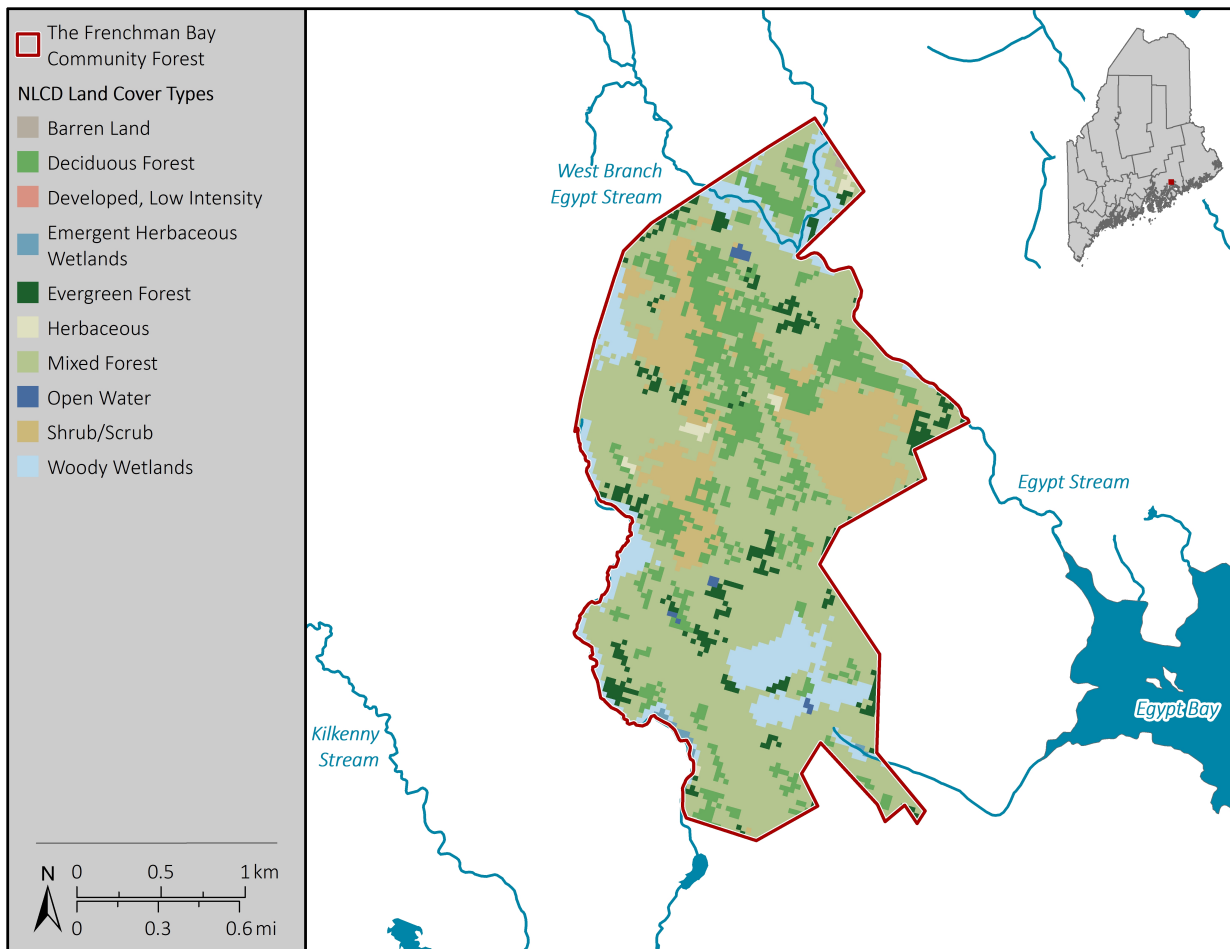 The Frenchman Bay
Community Forest
NLCD Land Cover Types
Barren Land
Deciduous Forest
Developed, Low Intensity
Emergent Herbaceous
Wetlands
Evergreen Forest
Herbaceous
Mixed Forest
Open Water
Shrub/Scrub
Woody Wetlands
N
0 0.5 1 km
0 0.3 0.6 mi
West Branch
Egypt Stream
Egypt Stream
Egypt Bay
Kilkenny
Stream